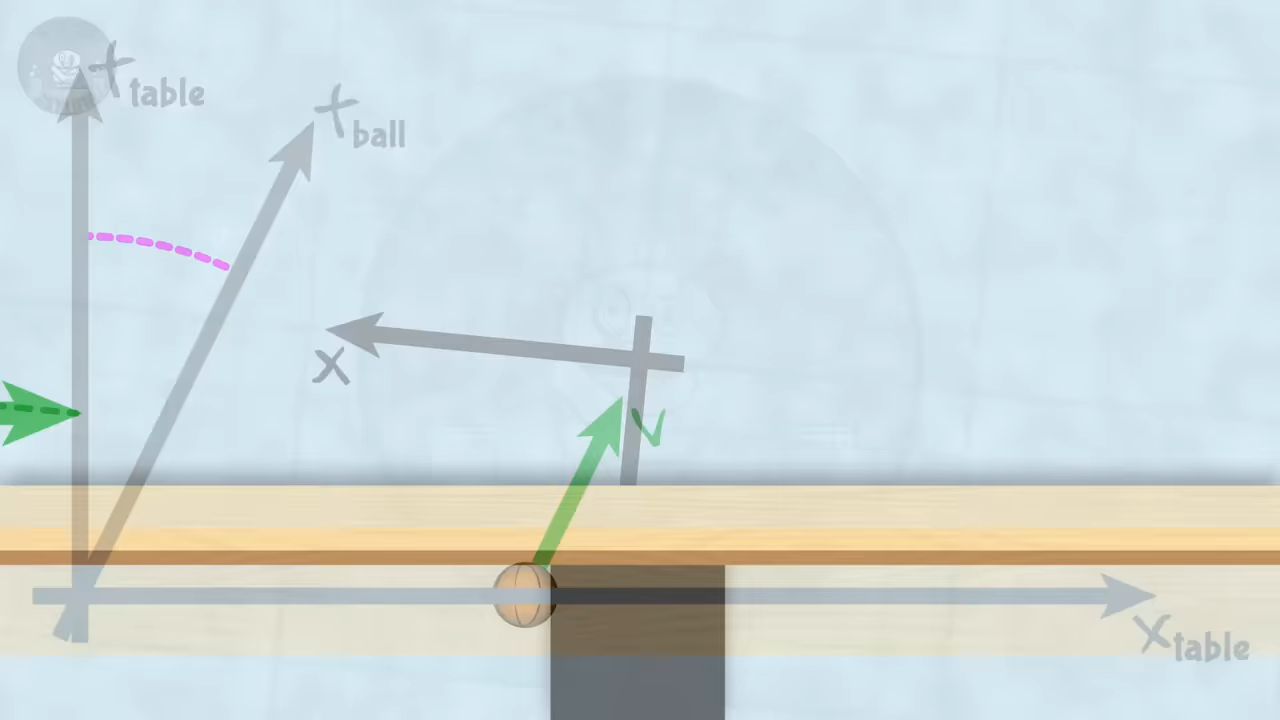 t table
t ball
x
v
x table